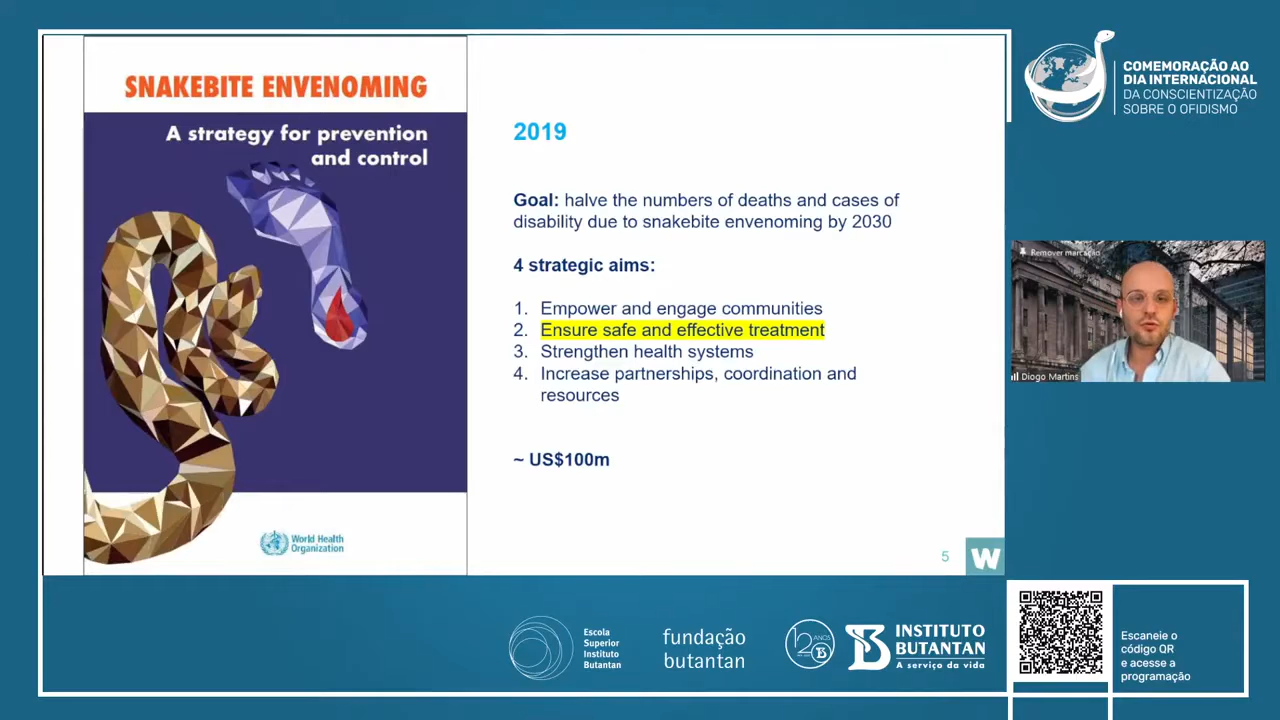 SNAKEBITE ENVENOMING
A strategy for prevention
and control
World Health
Organization
2019
Goal: halve the numbers of deaths and cases of
disability due to snakebite envenoming by 2030
4 strategic aims:
1. Empower and engage communities
2. Ensure safe and effective treatment
3. Strengthen health systems
4. Increase partnerships, coordination and
resources
~ US$100m
5
W
COMEMORAÇÃO AO
DIA INTERNACIONAL
DA CONSCIENTIZAÇÃO
SOBRE O OFIDISMO
Remover marcação
Diogo Martins
Escola
Superior
Instituto
Butantan
fundação
butantan
120
ANOS
INSTITUTO
BUTANTAN
A serviço da vida
Escaneie o
código QR
e acesse a
programação